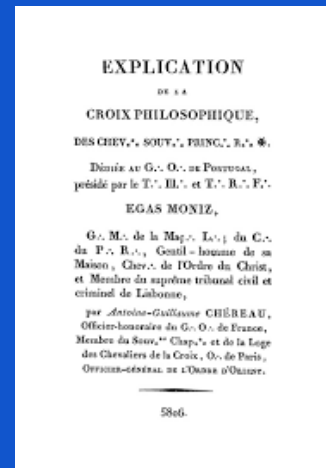 EXPLICATION
DE LA
CROIX PHILOSOPHIQUE,
DES CHEV.·. SOUV.·. PRINC.·. R.·. ✠.
Dédiée au G.·. O.·. de Portugal,
présidé par le T.·. Ill.·. et T.·. R.·. F.·.
EGAS MONIZ,
G.·. M.·. de la Maç.·. L.·.; du C.·.
du P.·. R.·., Gentil-homme de sa
Maison, Chev.·. de l'Ordre du Christ,
et Membre du suprême tribunal civil et
criminel de Lisbonne,
par Antoine-Guillaume CHÉREAU,
Officier-honoraire du G.·. O.·. de France,
Membre du Souv.·. Chap.·. et de la Loge
des Chevaliers de la Croix, O.·. de Paris,
Officier-général de l'Ordre d'Orient.
5806.